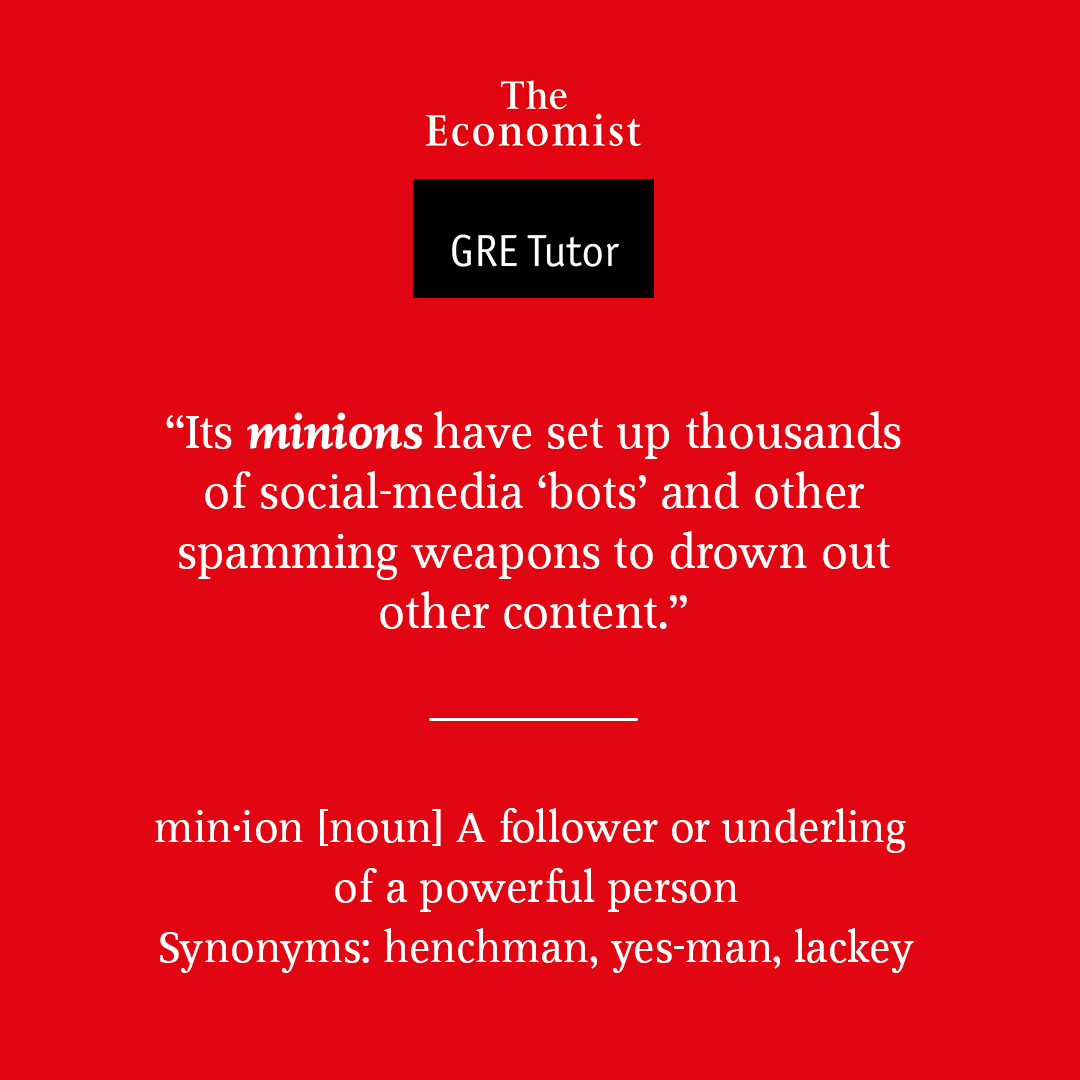 The
Economist
GRE Tutor
“Its minions have set up thousands
of social-media ‘bots’ and other
spamming weapons to drown out
other content.”
min·ion [noun] A follower or underling
of a powerful person
Synonyms: henchman, yes-man, lackey